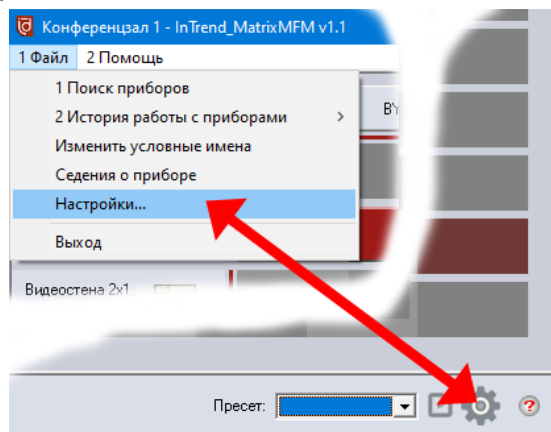 Конференцзал 1 - InTrend_MatrixMFM v1.1
1 Файл 2 Помощь
1 Поиск приборов
2 История работы с приборами >
Изменить условные имена
Седения о приборе
Настройки...
Выход
Видеостена 2x1
Пресет:
?